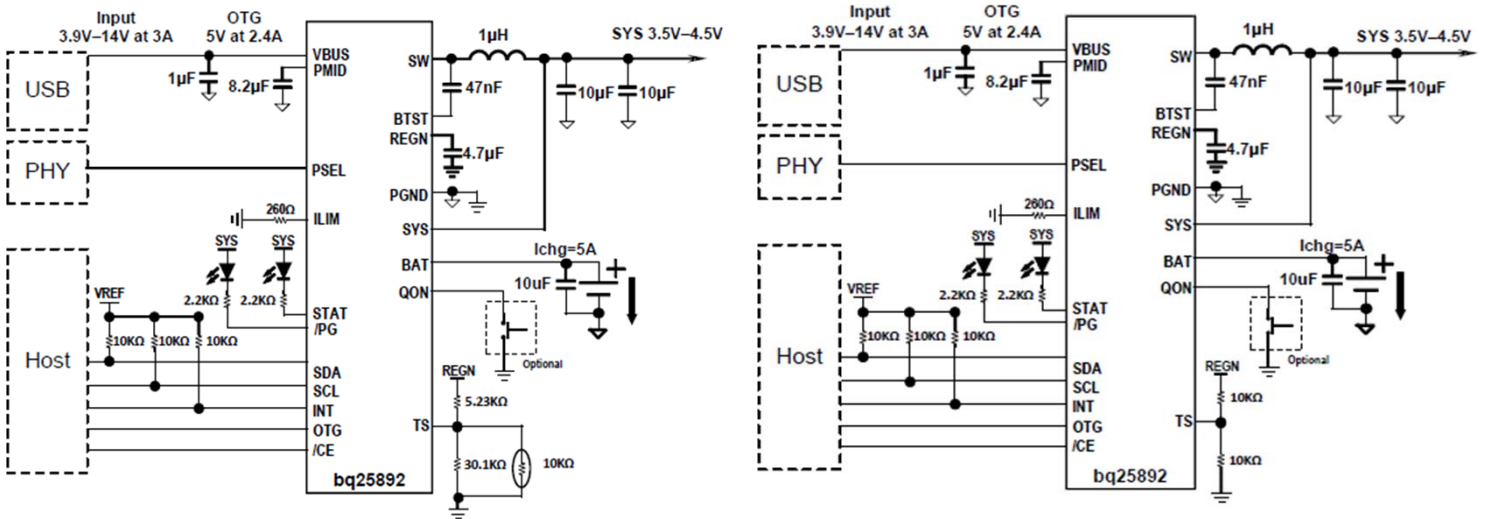 Input
3.9V–14V at 3A
OTG
5V at 2.4A
1µF
8.2µF
VBUS
PMID
SW
1µH
SYS 3.5V–4.5V
47nF
10µF
10µF
BTST
REGN
4.7µF
USB
PHY
PSEL
PGND
260Ω
ILIM
SYS
SYS
SYS
Ichg=5A
BAT
10uF
+
QON
VREF
2.2KΩ
2.2KΩ
STAT
/PG
10KΩ
10KΩ
10KΩ
Host
Optional
SDA
SCL
INT
OTG
/CE
REGN
5.23KΩ
TS
30.1KΩ
10KΩ
bq25892
Input
3.9V–14V at 3A
OTG
5V at 2.4A
1µF
8.2µF
VBUS
PMID
SW
1µH
SYS 3.5V–4.5V
47nF
10µF
10µF
BTST
REGN
4.7µF
USB
PHY
PSEL
PGND
260Ω
ILIM
SYS
SYS
SYS
Ichg=5A
BAT
10uF
+
QON
VREF
2.2KΩ
2.2KΩ
STAT
/PG
10KΩ
10KΩ
10KΩ
Host
Optional
SDA
SCL
INT
OTG
/CE
REGN
10KΩ
TS
10KΩ
bq25892